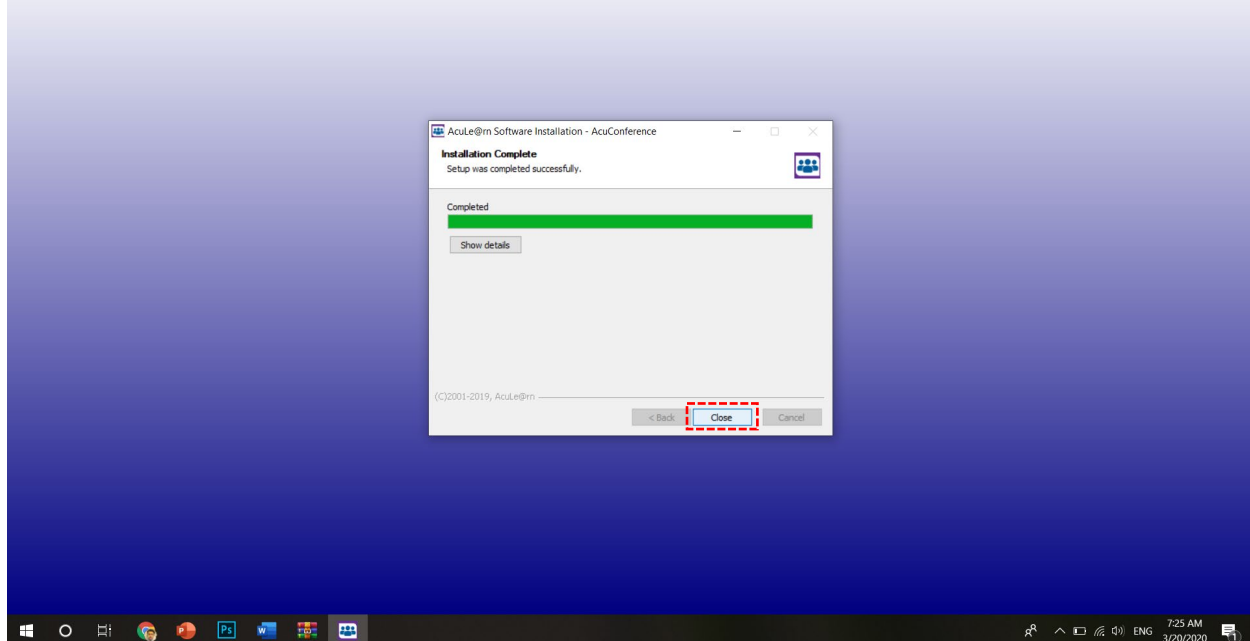 AcuLe@rn Software Installation - AcuConference
Installation Complete
Setup was completed successfully.
Completed
Show details
(C)2001-2019, AcuLe@rn
< Back
Close
Cancel
Ps
W
P
ENG
7:25 AM
3/20/2020